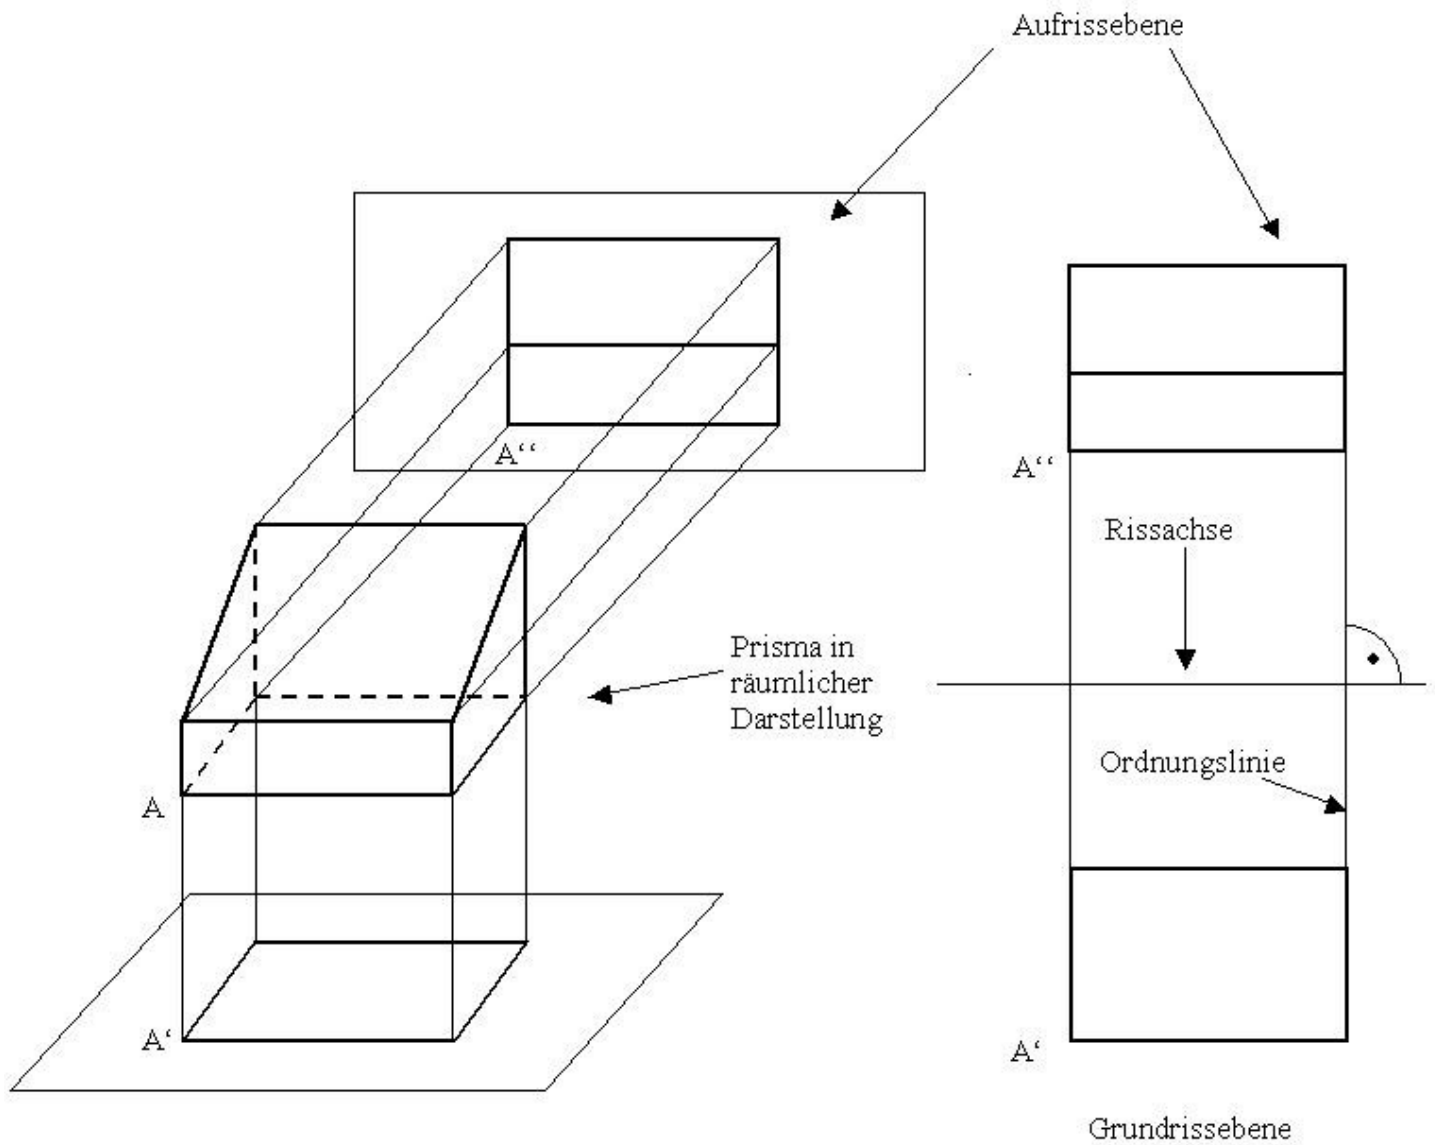 Aufrissebene
A‘‘
A‘‘
Rissachse
Prisma in
räumlicher
Darstellung
Ordnungslinie
A
A‘
A‘
Grundrissebene